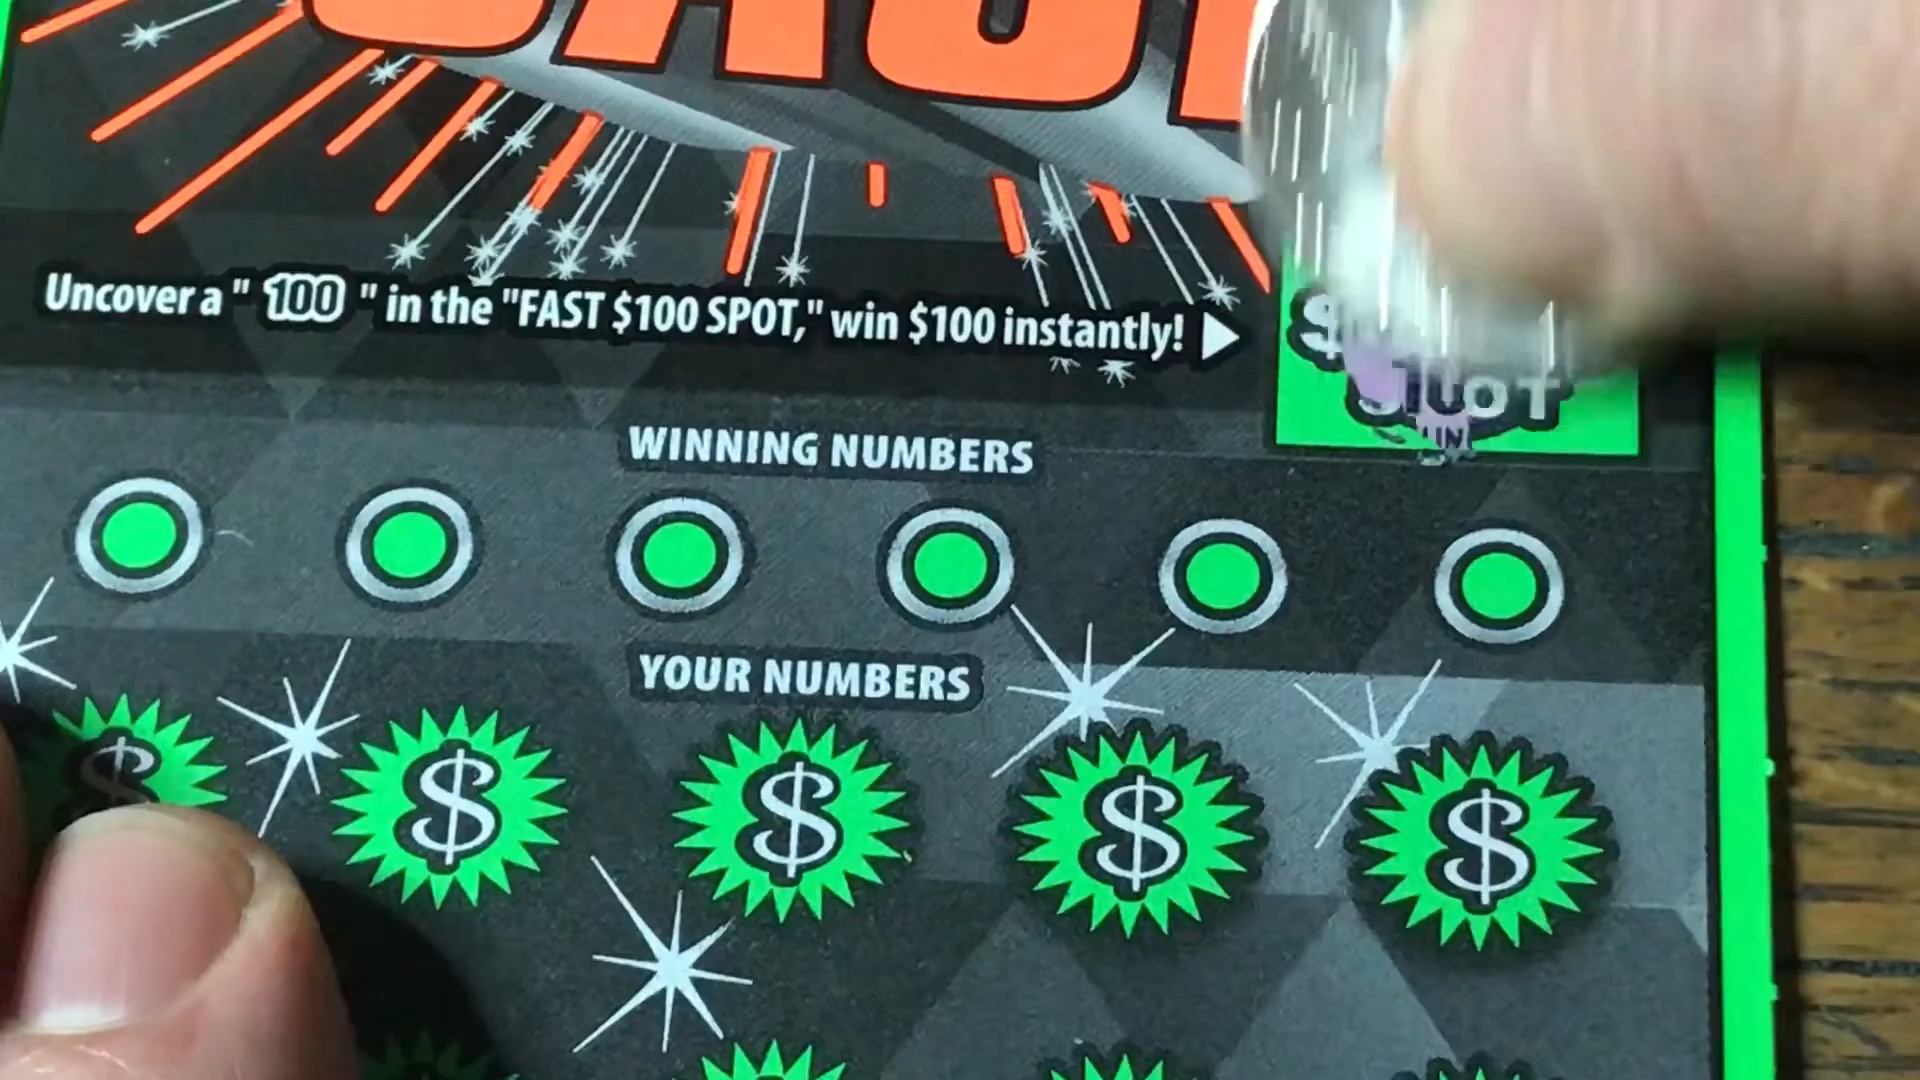 Uncover a " 100 " in the "FAST $100 SPOT," win $100 instantly!
WINNING NUMBERS
YOUR NUMBERS
$ $ $ $ $